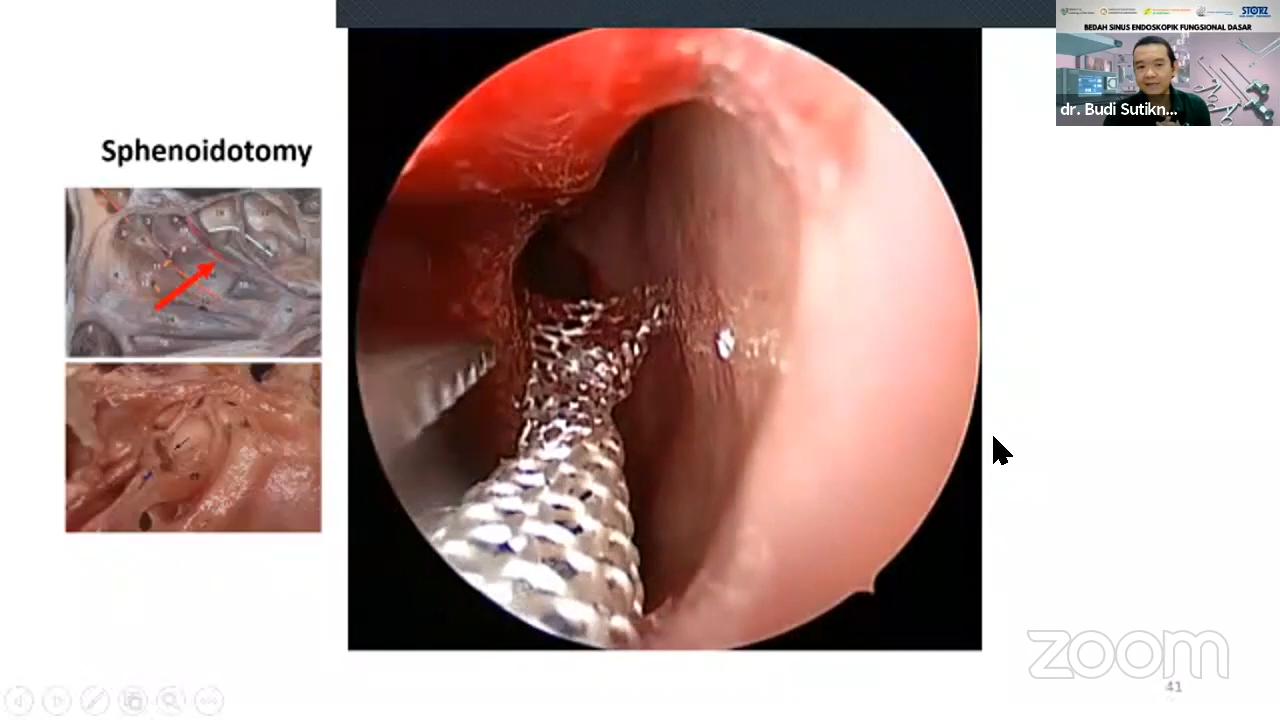 STORZ
BEDAH SINUS ENDOSKOPIK FUNGSIONAL DASAR
dr. Budi Sutikn...
Sphenoidotomy
zoom
41